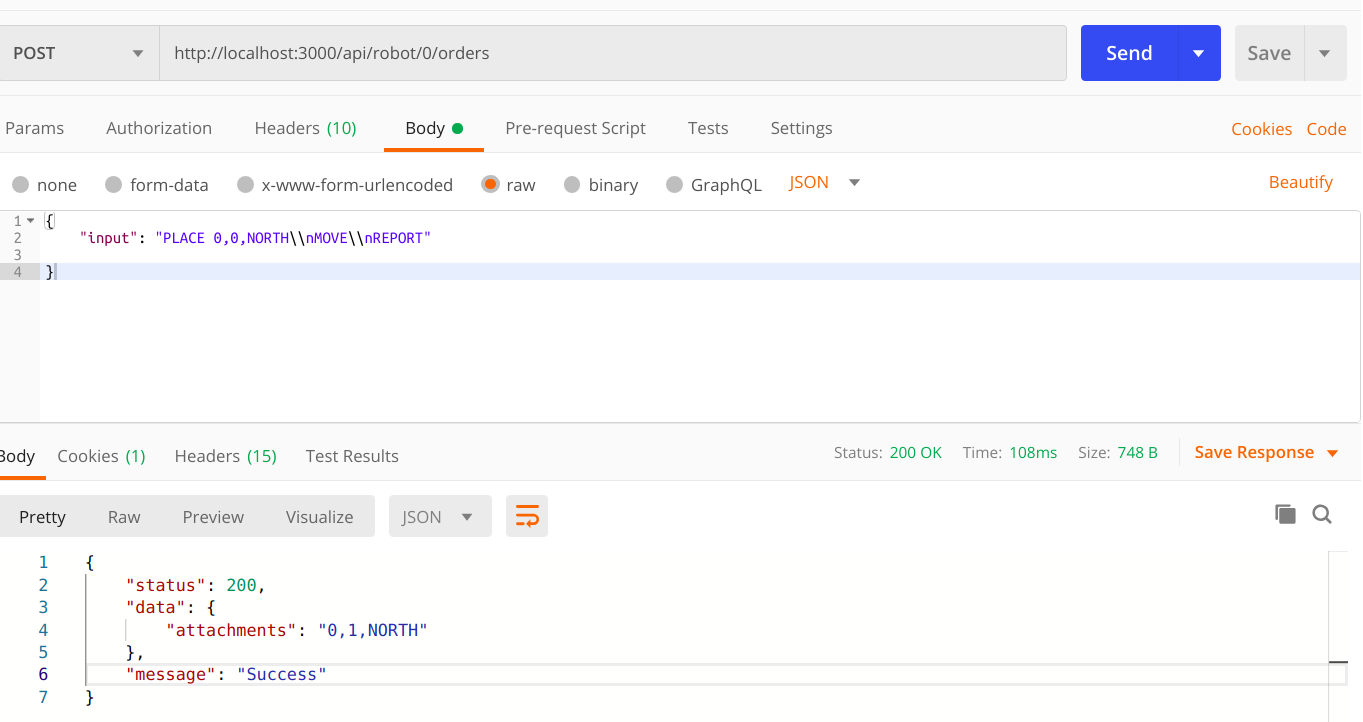 POST http://localhost:3000/api/robot/0/orders Send Save
Params Authorization Headers (10) Body Pre-request Script Tests Settings Cookies Code
none form-data x-www-form-urlencoded raw binary GraphQL JSON Beautify
1 {
2 "input": "PLACE 0,0,NORTH\\nMOVE\\nREPORT"
3
4 }
Body Cookies (1) Headers (15) Test Results Status: 200 OK Time: 108ms Size: 748 B Save Response
Pretty Raw Preview Visualize JSON
1 {
2 "status": 200,
3 "data": {
4 "attachments": "0,1,NORTH"
5 },
6 "message": "Success"
7 }